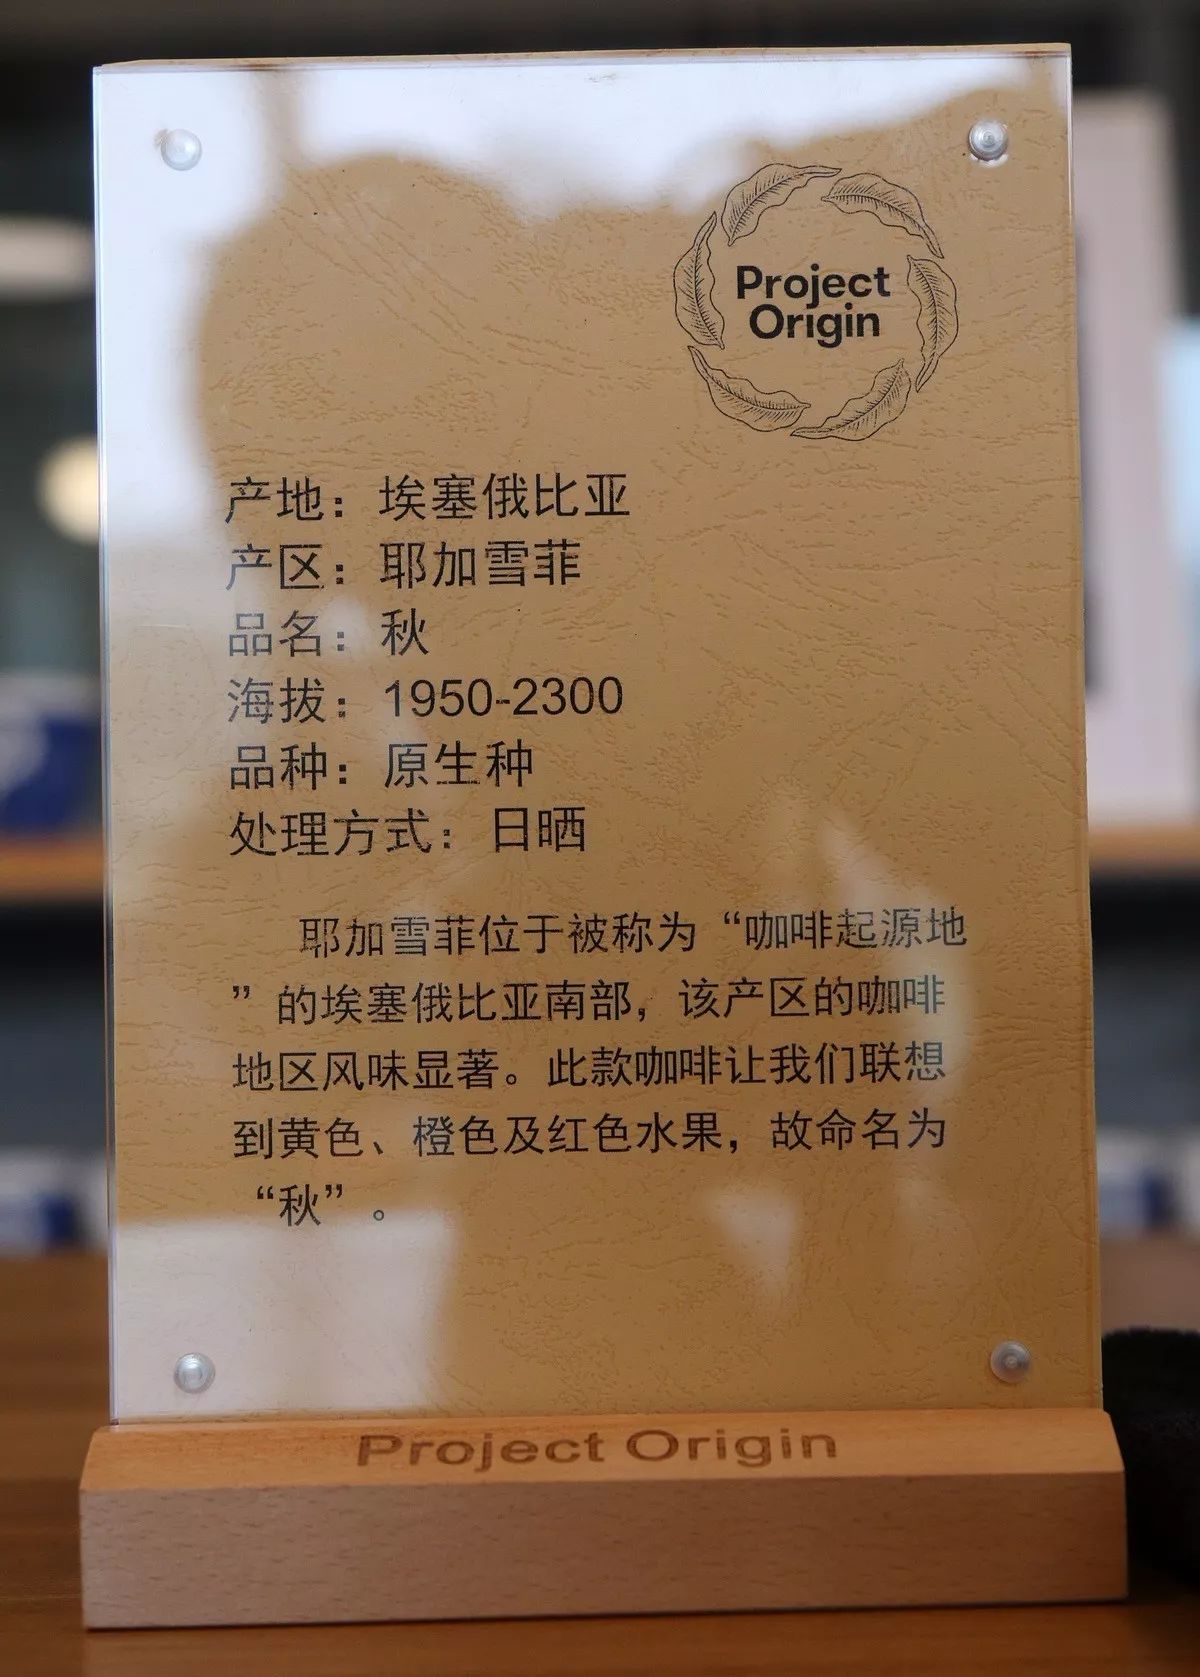 Project
Origin
产地：埃塞俄比亚
产区：耶加雪菲
品名：秋
海拔：1950-2300
品种：原生种
处理方式：日晒
耶加雪菲位于被称为“咖啡起源地
”的埃塞俄比亚南部，该产区的咖啡
地区风味显著。此款咖啡让我们联想
到黄色、橙色及红色水果，故命名为
“秋”。
Project Origin